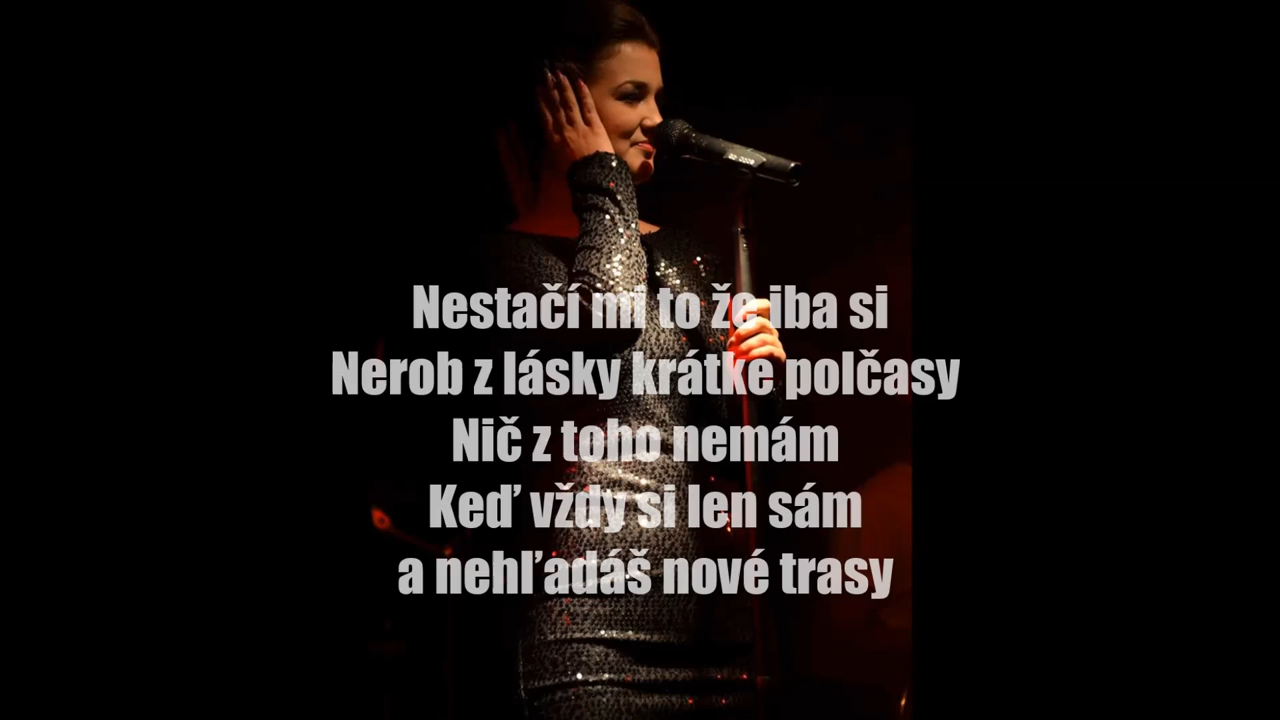 Nestačí mi to že iba si
Nerob z lásky krátke polčasy
Nič z toho nemám
Keď vždy si len sám
a nehľadáš nové trasy